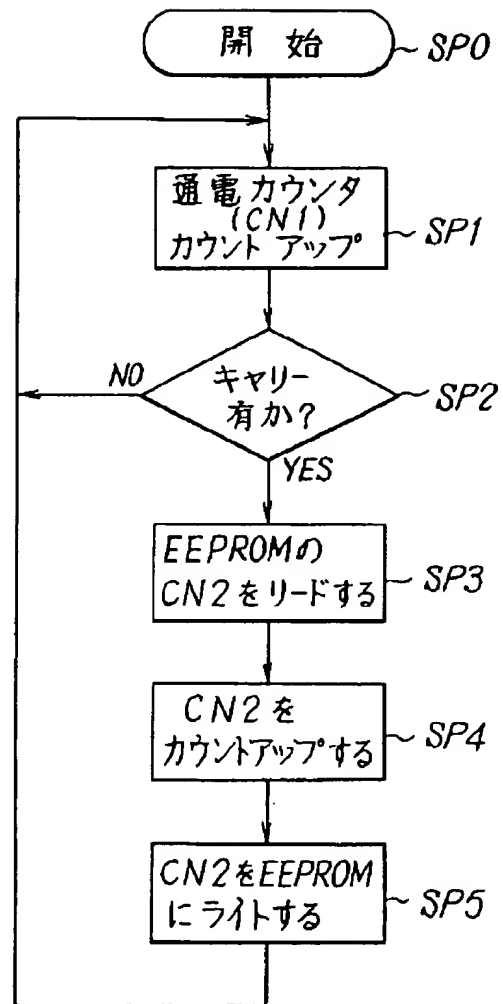 開始
SP0
通電カウンタ
(CN1)
カウントアップ
SP1
キャリー
有か?
NO
SP2
YES
EEPROMの
CN2をリードする
SP3
CN2を
カウントアップする
SP4
CN2をEEPROM
にライトする
SP5